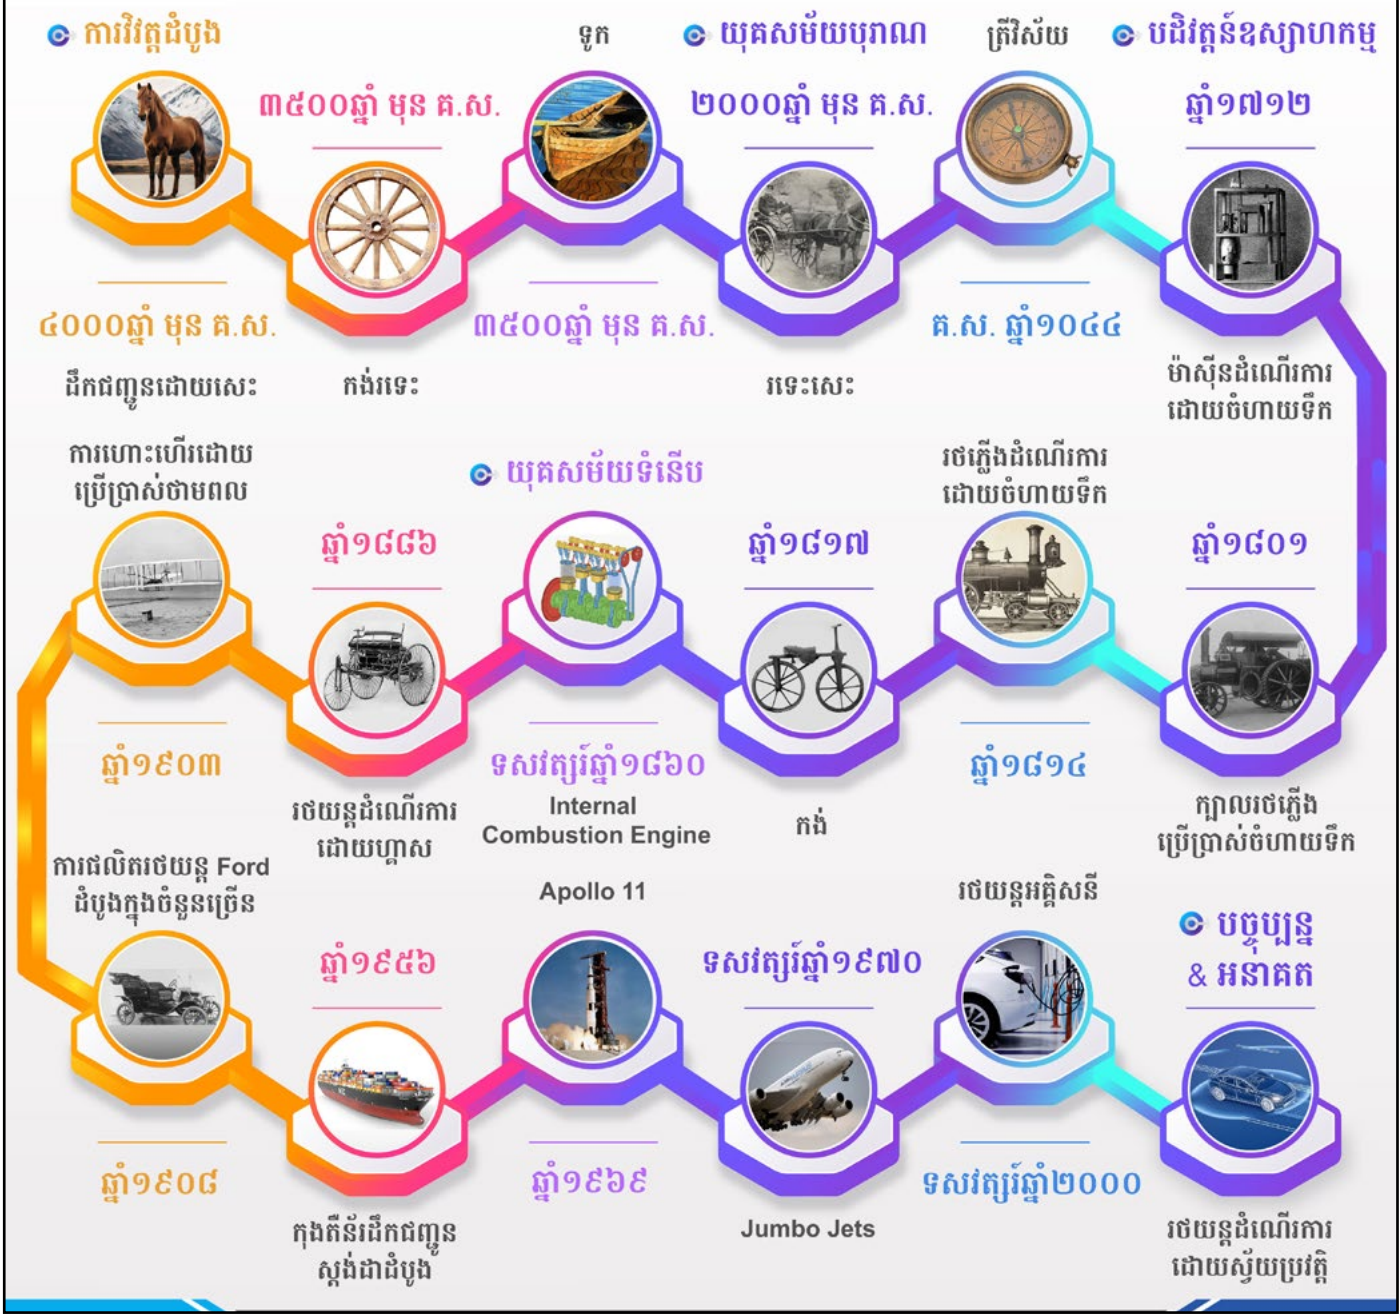 ការវិវត្តដំបូង
ទូក
យុគសម័យបុរាណ
ត្រីវិស័យ
បដិវត្តន៍ឧស្សាហកម្ម
៣៥០០ឆ្នាំ មុន គ.ស.
២០០០ឆ្នាំ មុន គ.ស.
ឆ្នាំ១៧១២
៤០០០ឆ្នាំ មុន គ.ស.
៣៥០០ឆ្នាំ មុន គ.ស.
គ.ស. ឆ្នាំ១០៤៤
ដឹកជញ្ជូនដោយសេះ
កង់រទេះ
រទេះសេះ
ម៉ាស៊ីនដំណើរការ
ដោយចំហាយទឹក
ការហោះហើរដោយ
ប្រើប្រាស់ថាមពល
យុគសម័យទំនើប
រថភ្លើងដំណើរការ
ដោយចំហាយទឹក
ឆ្នាំ១៨៨៦
ឆ្នាំ១៨១៧
ឆ្នាំ១៨០១
ឆ្នាំ១៩០៣
ទសវត្សរ៍ឆ្នាំ១៨៦០
ឆ្នាំ១៨១៤
រថយន្តដំណើរការ
ដោយហ្គាស
Internal
Combustion Engine
កង់
ក្បាលរថភ្លើង
ប្រើប្រាស់ចំហាយទឹក
ការផលិតរថយន្ត Ford
ដំបូងក្នុងចំនួនច្រើន
Apollo 11
រថយន្តអគ្គិសនី
បច្ចុប្បន្ន
& អនាគត
ឆ្នាំ១៩៥៦
ទសវត្សរ៍ឆ្នាំ១៩៧០
ឆ្នាំ១៩០៨
ឆ្នាំ១៩៦៩
ទសវត្សរ៍ឆ្នាំ២០០០
កុងតឺន័រដឹកជញ្ជូន
ស្តង់ដាដំបូង
Jumbo Jets
រថយន្តដំណើរការ
ដោយស្វ័យប្រវត្តិ